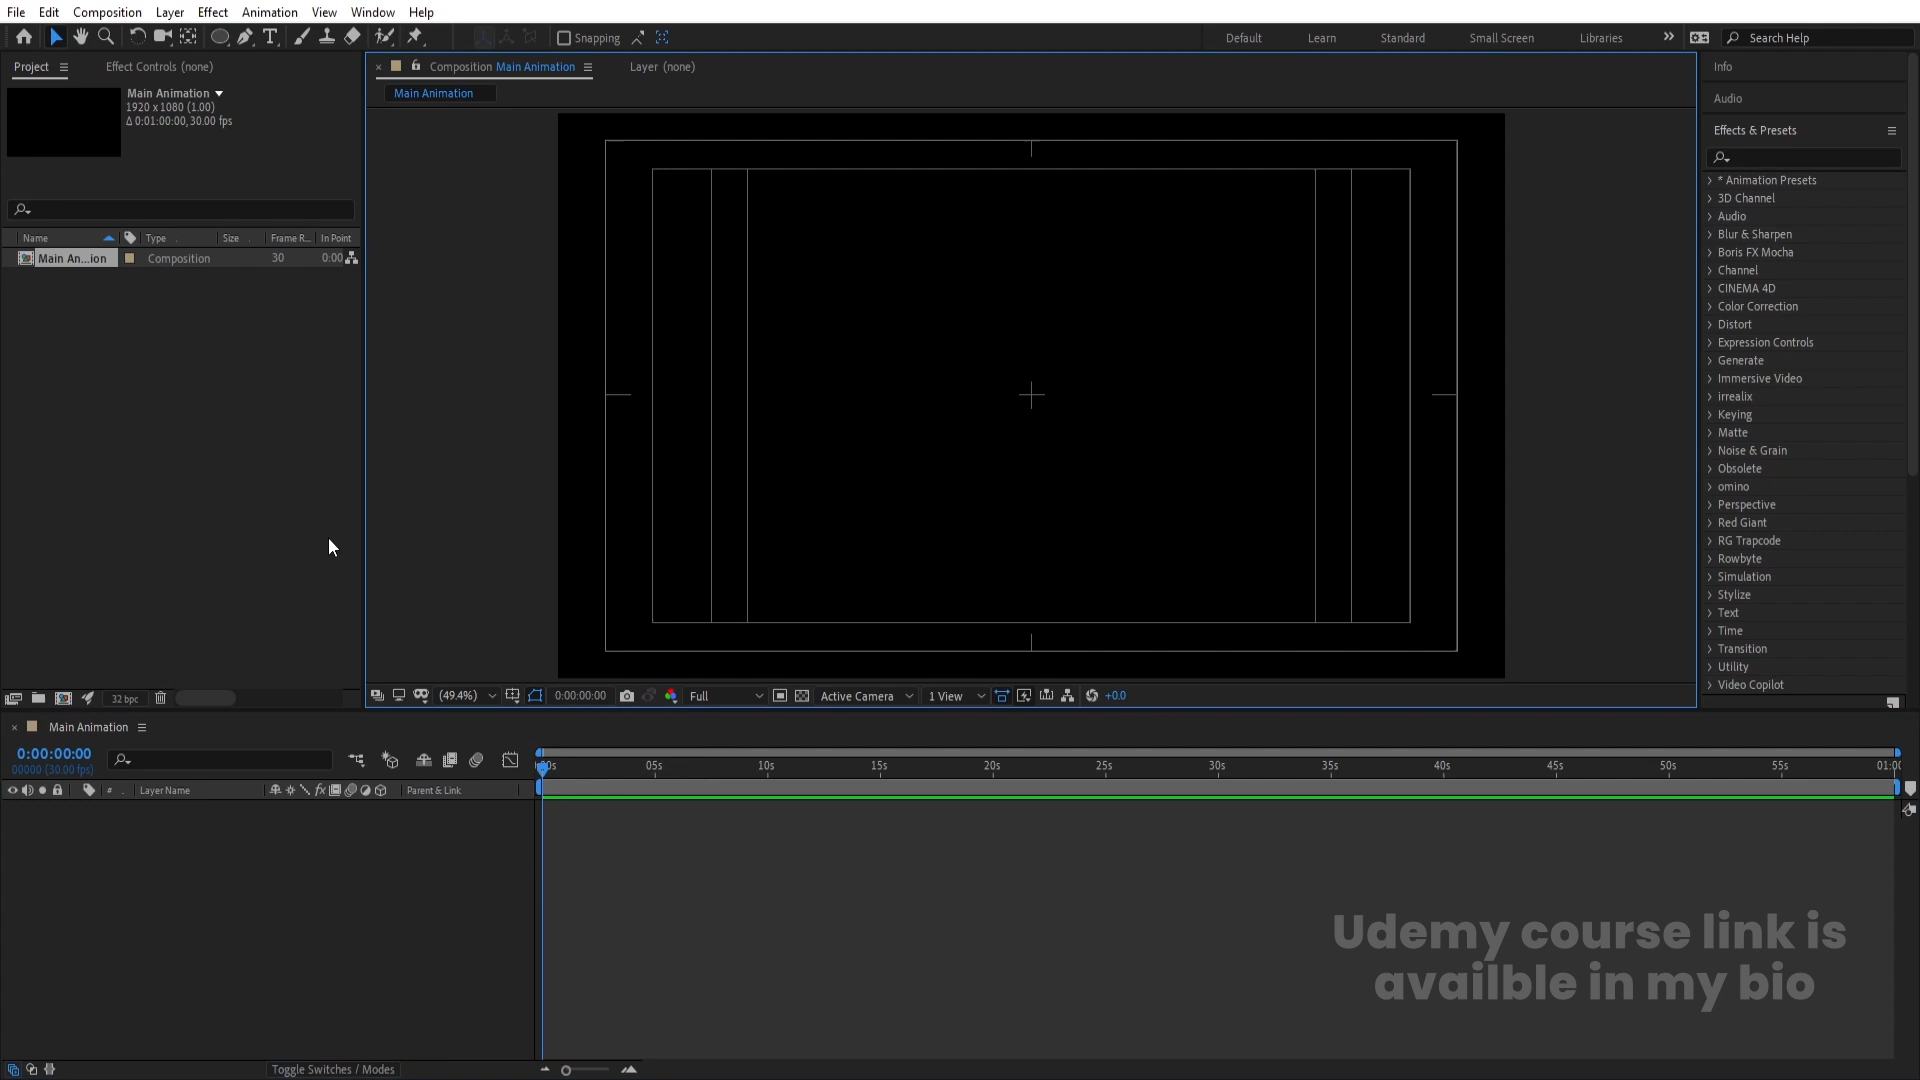 File Edit Composition Layer Effect Animation View Window Help
Snapping
Default Learn Standard Small Screen Libraries Search Help
Project Effect Controls (none)
Main Animation
1920 x 1080 (1.00)
Δ 0:01:00:00, 30.00 fps
Name Type Size Frame R... In Point
Main An...ion Composition 30 0:00
32 bpc
Composition Main Animation Layer (none)
Main Animation
(49.4%) 0:00:00:00 Full Active Camera 1 View +0.0
Info
Audio
Effects & Presets
* Animation Presets
3D Channel
Audio
Blur & Sharpen
Boris FX Mocha
Channel
CINEMA 4D
Color Correction
Distort
Expression Controls
Generate
Immersive Video
irrealix
Keying
Matte
Noise & Grain
Obsolete
omino
Perspective
Red Giant
RG Trapcode
Rowbyte
Simulation
Stylize
Text
Time
Transition
Utility
Video Copilot
Main Animation
0:00:00:00
00000 (30.00 fps)
# . Layer Name fx Parent & Link
05s 10s 15s 20s 25s 30s 35s 40s 45s 50s 55s
Udemy course link is
availble in my bio
Toggle Switches / Modes